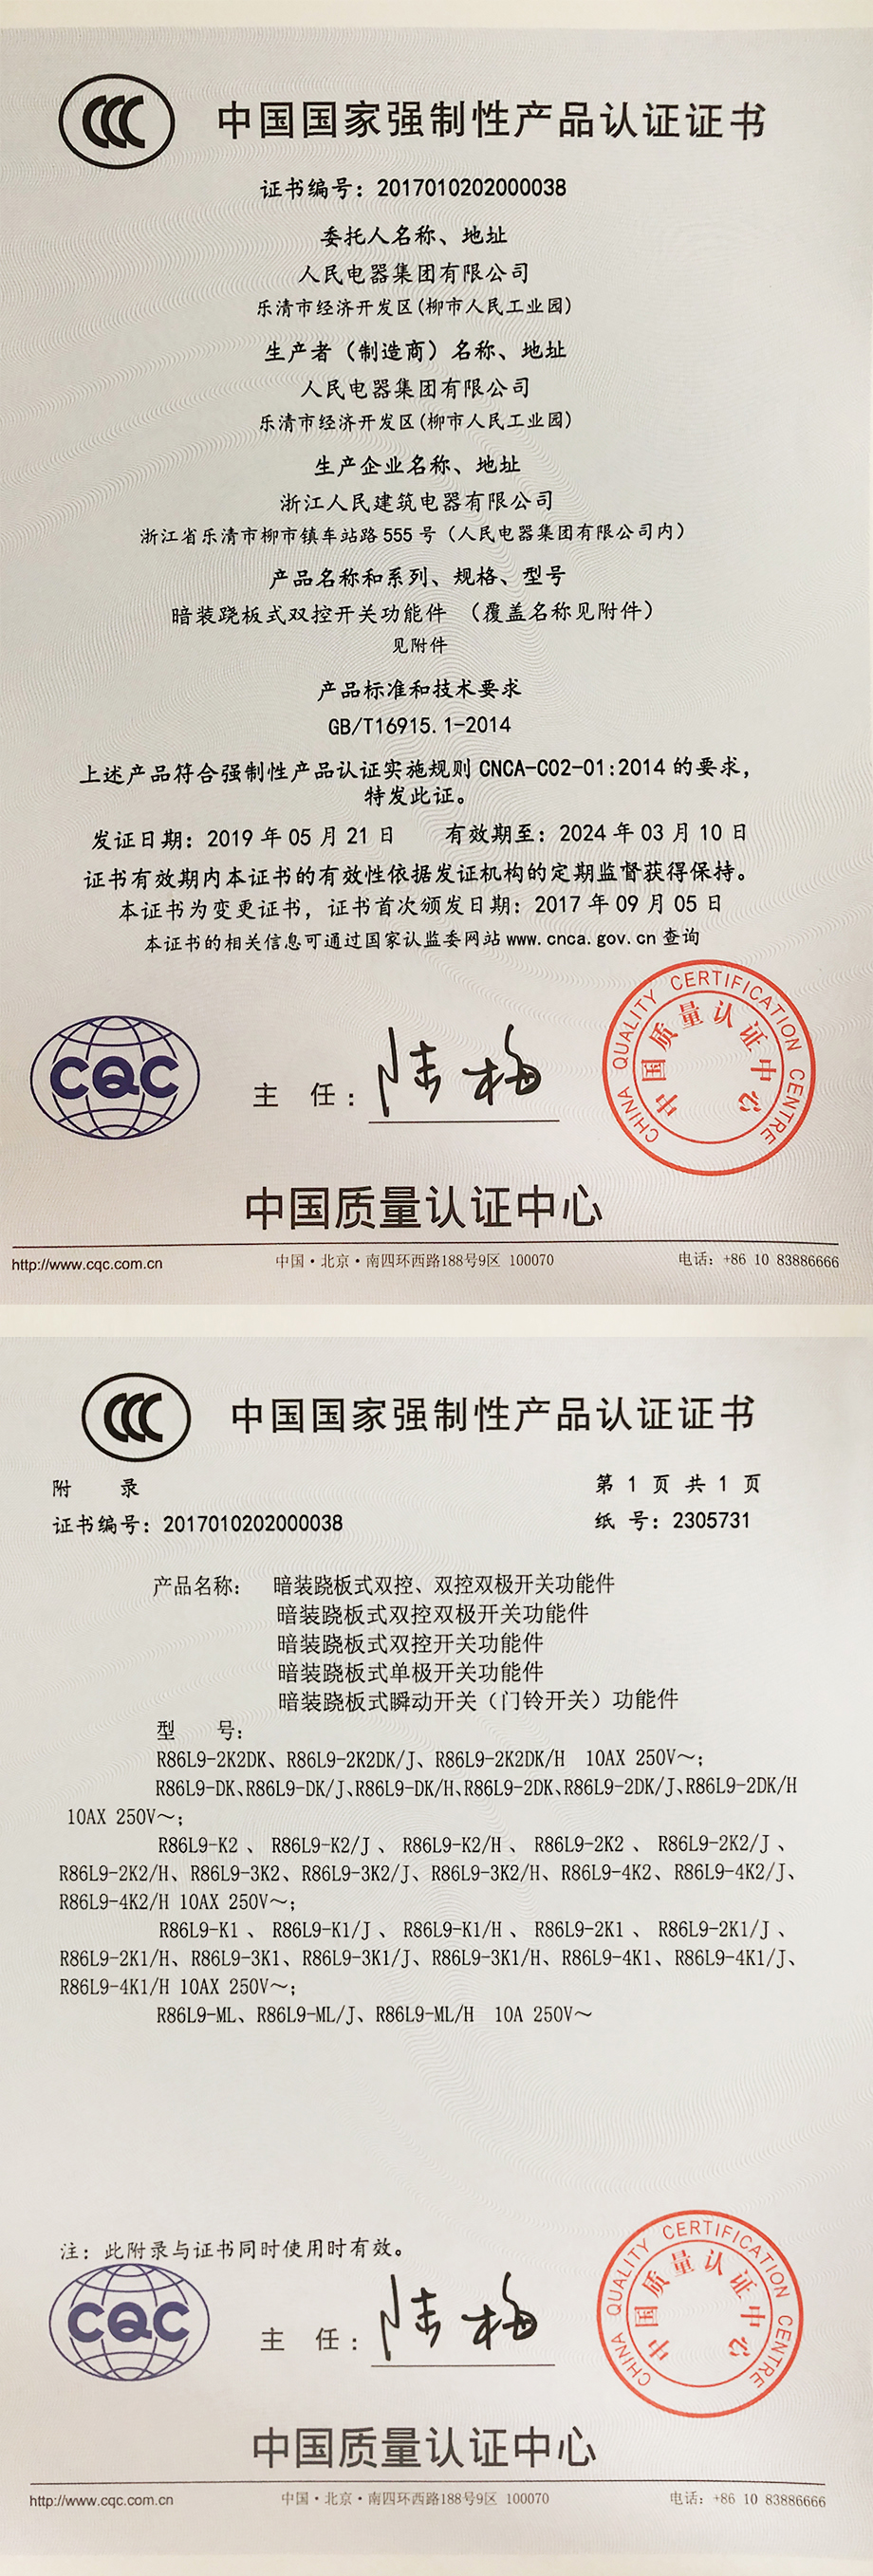 CCC
中国国家强制性产品认证证书
证书编号：2017010202000038
委托人名称、地址
人民电器集团有限公司
乐清市经济开发区(柳市人民工业园)
生产者（制造商）名称、地址
人民电器集团有限公司
乐清市经济开发区(柳市人民工业园)
生产企业名称、地址
浙江人民建筑电器有限公司
浙江省乐清市柳市镇车站路 555 号（人民电器集团有限公司内）
产品名称和系列、规格、型号
暗装跷板式双控开关功能件 （覆盖名称见附件）
见附件
产品标准和技术要求
GB/T16915.1-2014
上述产品符合强制性产品认证实施规则 CNCA-C02-01:2014 的要求，
特发此证。
发证日期：2019 年 05 月 21 日 有效期至：2024 年 03 月 10 日
证书有效期内本证书的有效性依据发证机构的定期监督获得保持。
本证书为变更证书，证书首次颁发日期：2017 年 09 月 05 日
本证书的相关信息可通过国家认监委网站 www.cnca.gov.cn 查询
CQC
主 任：陆梅
CHINA QUALITY CERTIFICATION CENTRE
中国质量认证中心
中国质量认证中心
http://www.cqc.com.cn 中国·北京·南四环西路188号9区 100070 电话：+86 10 83886666
CCC
中国国家强制性产品认证证书
附 录 第 1 页 共 1 页
证书编号：2017010202000038 纸 号：2305731
产品名称： 暗装跷板式双控、双控双极开关功能件
暗装跷板式双控双极开关功能件
暗装跷板式双控开关功能件
暗装跷板式单极开关功能件
暗装跷板式瞬动开关（门铃开关）功能件
型 号：
R86L9-2K2DK、R86L9-2K2DK/J、R86L9-2K2DK/H 10AX 250V～；
R86L9-DK、R86L9-DK/J、R86L9-DK/H、R86L9-2DK、R86L9-2DK/J、R86L9-2DK/H
10AX 250V～；
R86L9-K2 、 R86L9-K2/J 、 R86L9-K2/H 、 R86L9-2K2 、 R86L9-2K2/J 、
R86L9-2K2/H、R86L9-3K2、R86L9-3K2/J、R86L9-3K2/H、R86L9-4K2、R86L9-4K2/J、
R86L9-4K2/H 10AX 250V～；
R86L9-K1 、 R86L9-K1/J 、 R86L9-K1/H 、 R86L9-2K1 、 R86L9-2K1/J 、
R86L9-2K1/H、R86L9-3K1、R86L9-3K1/J、R86L9-3K1/H、R86L9-4K1、R86L9-4K1/J、
R86L9-4K1/H 10AX 250V～；
R86L9-ML、R86L9-ML/J、R86L9-ML/H 10A 250V～
注：此附录与证书同时使用时有效。
CQC
主 任：陆梅
CHINA QUALITY CERTIFICATION CENTRE
中国质量认证中心
中国质量认证中心
http://www.cqc.com.cn 中国·北京·南四环西路188号9区 100070 电话：+86 10 83886666